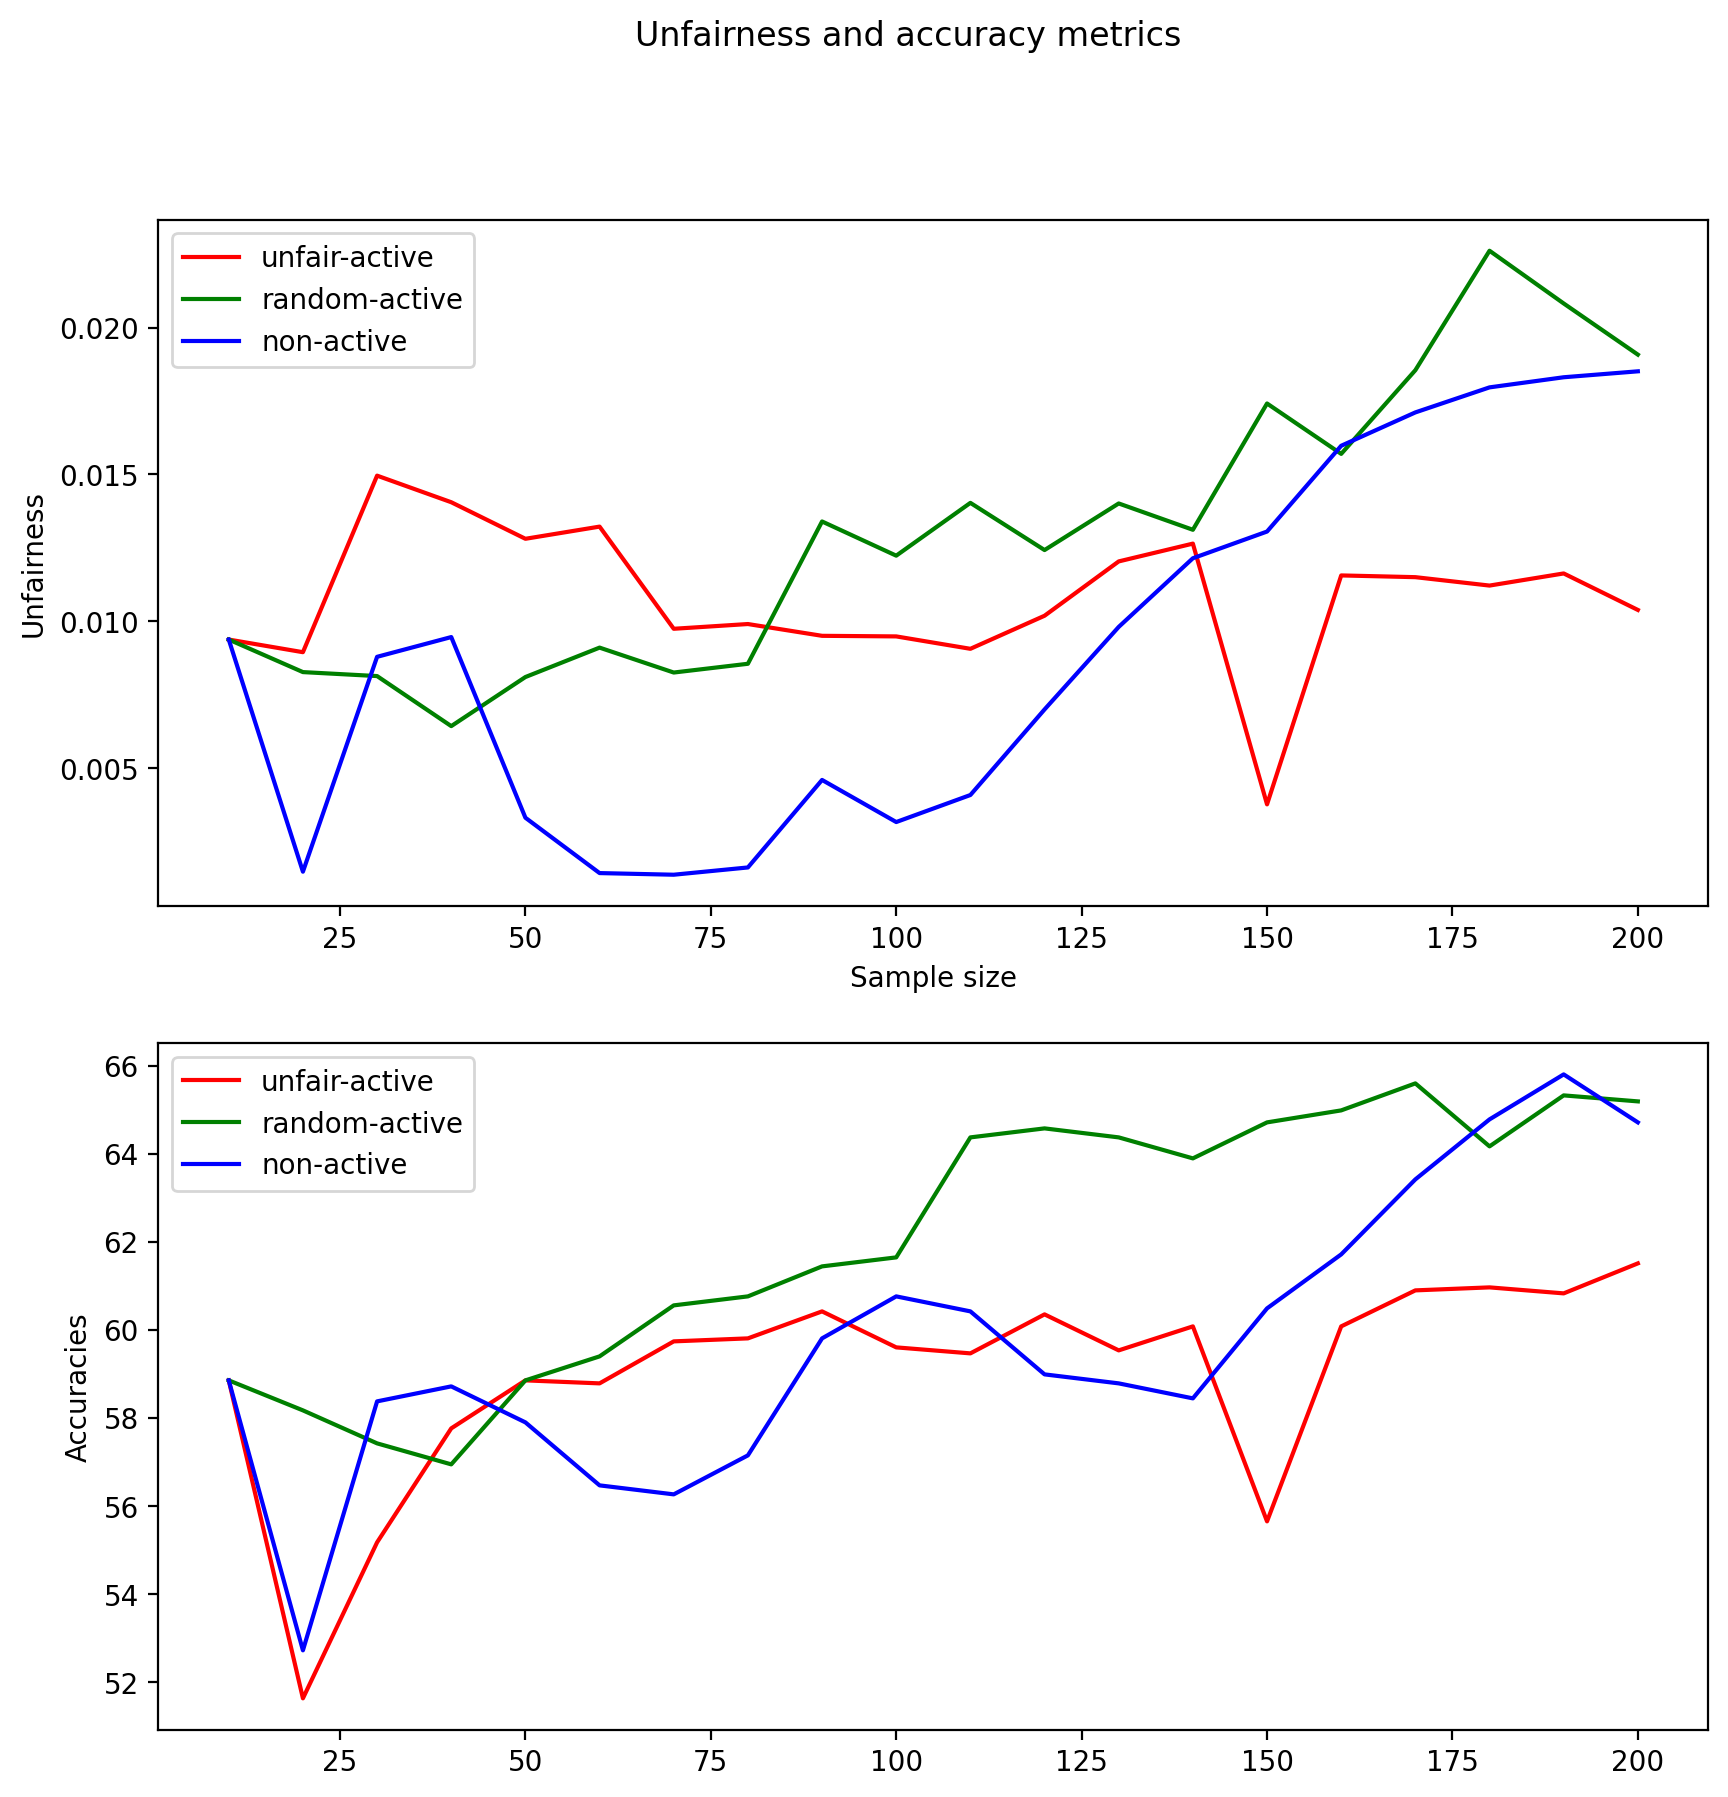 Unfairness and accuracy metrics
unfair-active
random-active
non-active
0.020
0.015
0.010
0.005
Unfairness
25 50 75 100 125 150 175 200
Sample size
unfair-active
random-active
non-active
66
64
62
60
58
56
54
52
Accuracies
25 50 75 100 125 150 175 200